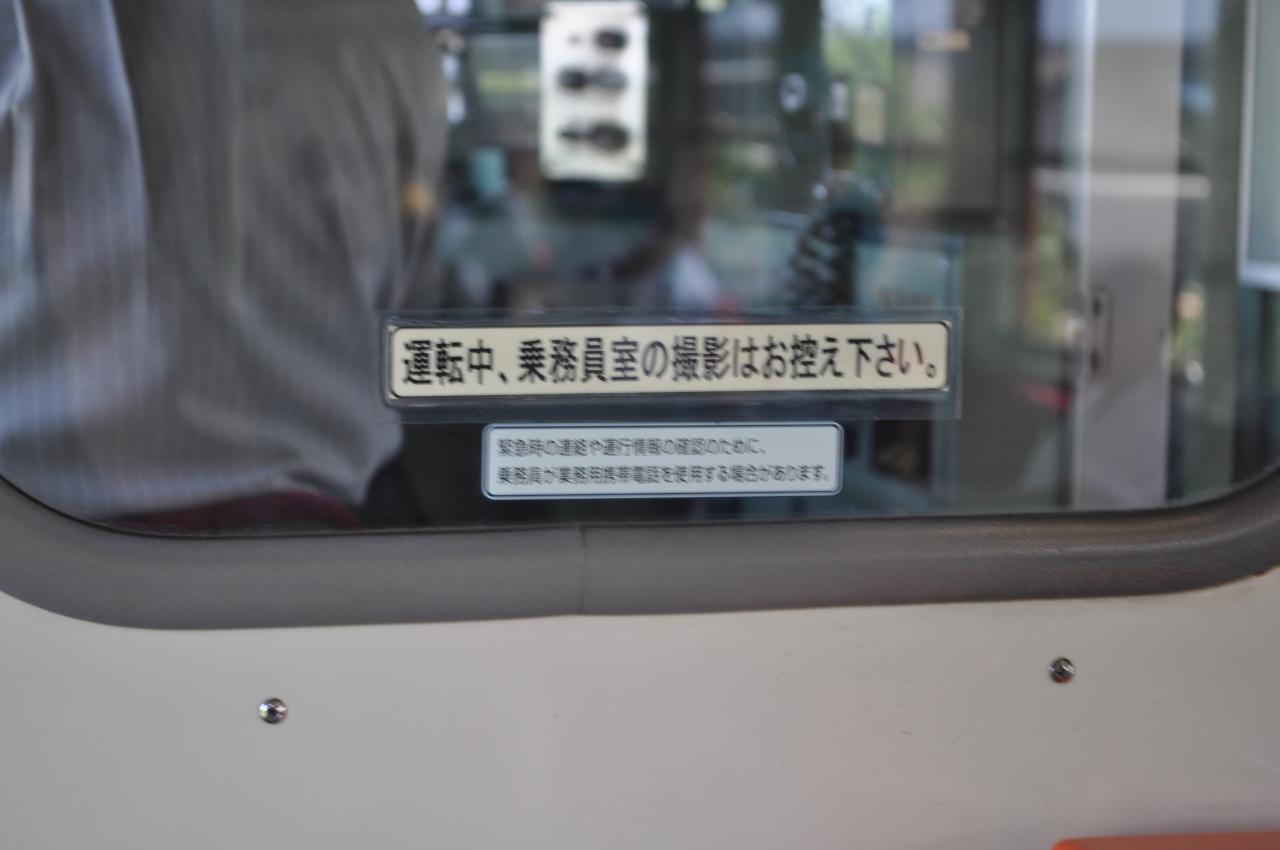 運転中、乗務員室の撮影はお控え下さい。
緊急時の連絡や運行情報の確認のために、
乗務員が業務用携帯電話を使用する場合があります。